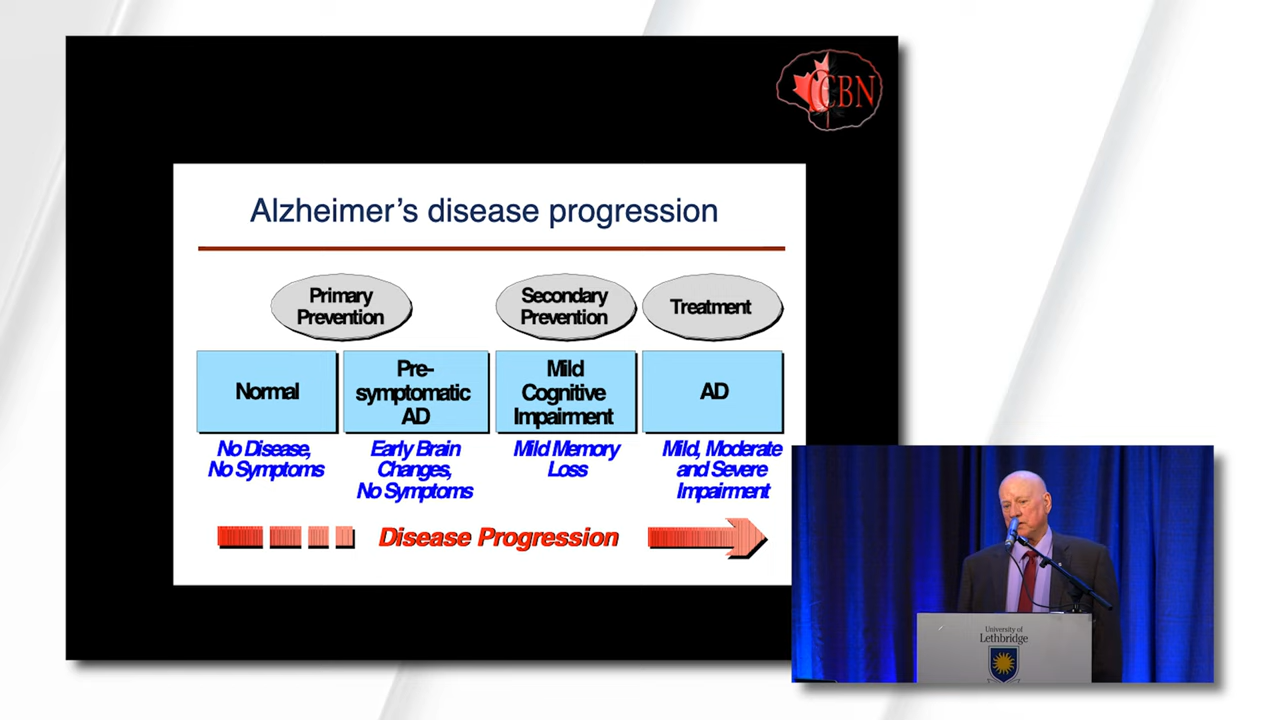 CCBN
Alzheimer's disease progression
Primary
Prevention
Secondary
Prevention
Treatment
Normal
Pre-
symptomatic
AD
Mild
Cognitive
Impairment
AD
No Disease,
No Symptoms
Early Brain
Changes,
No Symptoms
Mild Memory
Loss
Mild, Moderate
and Severe
Impairment
Disease Progression
University of
Lethbridge